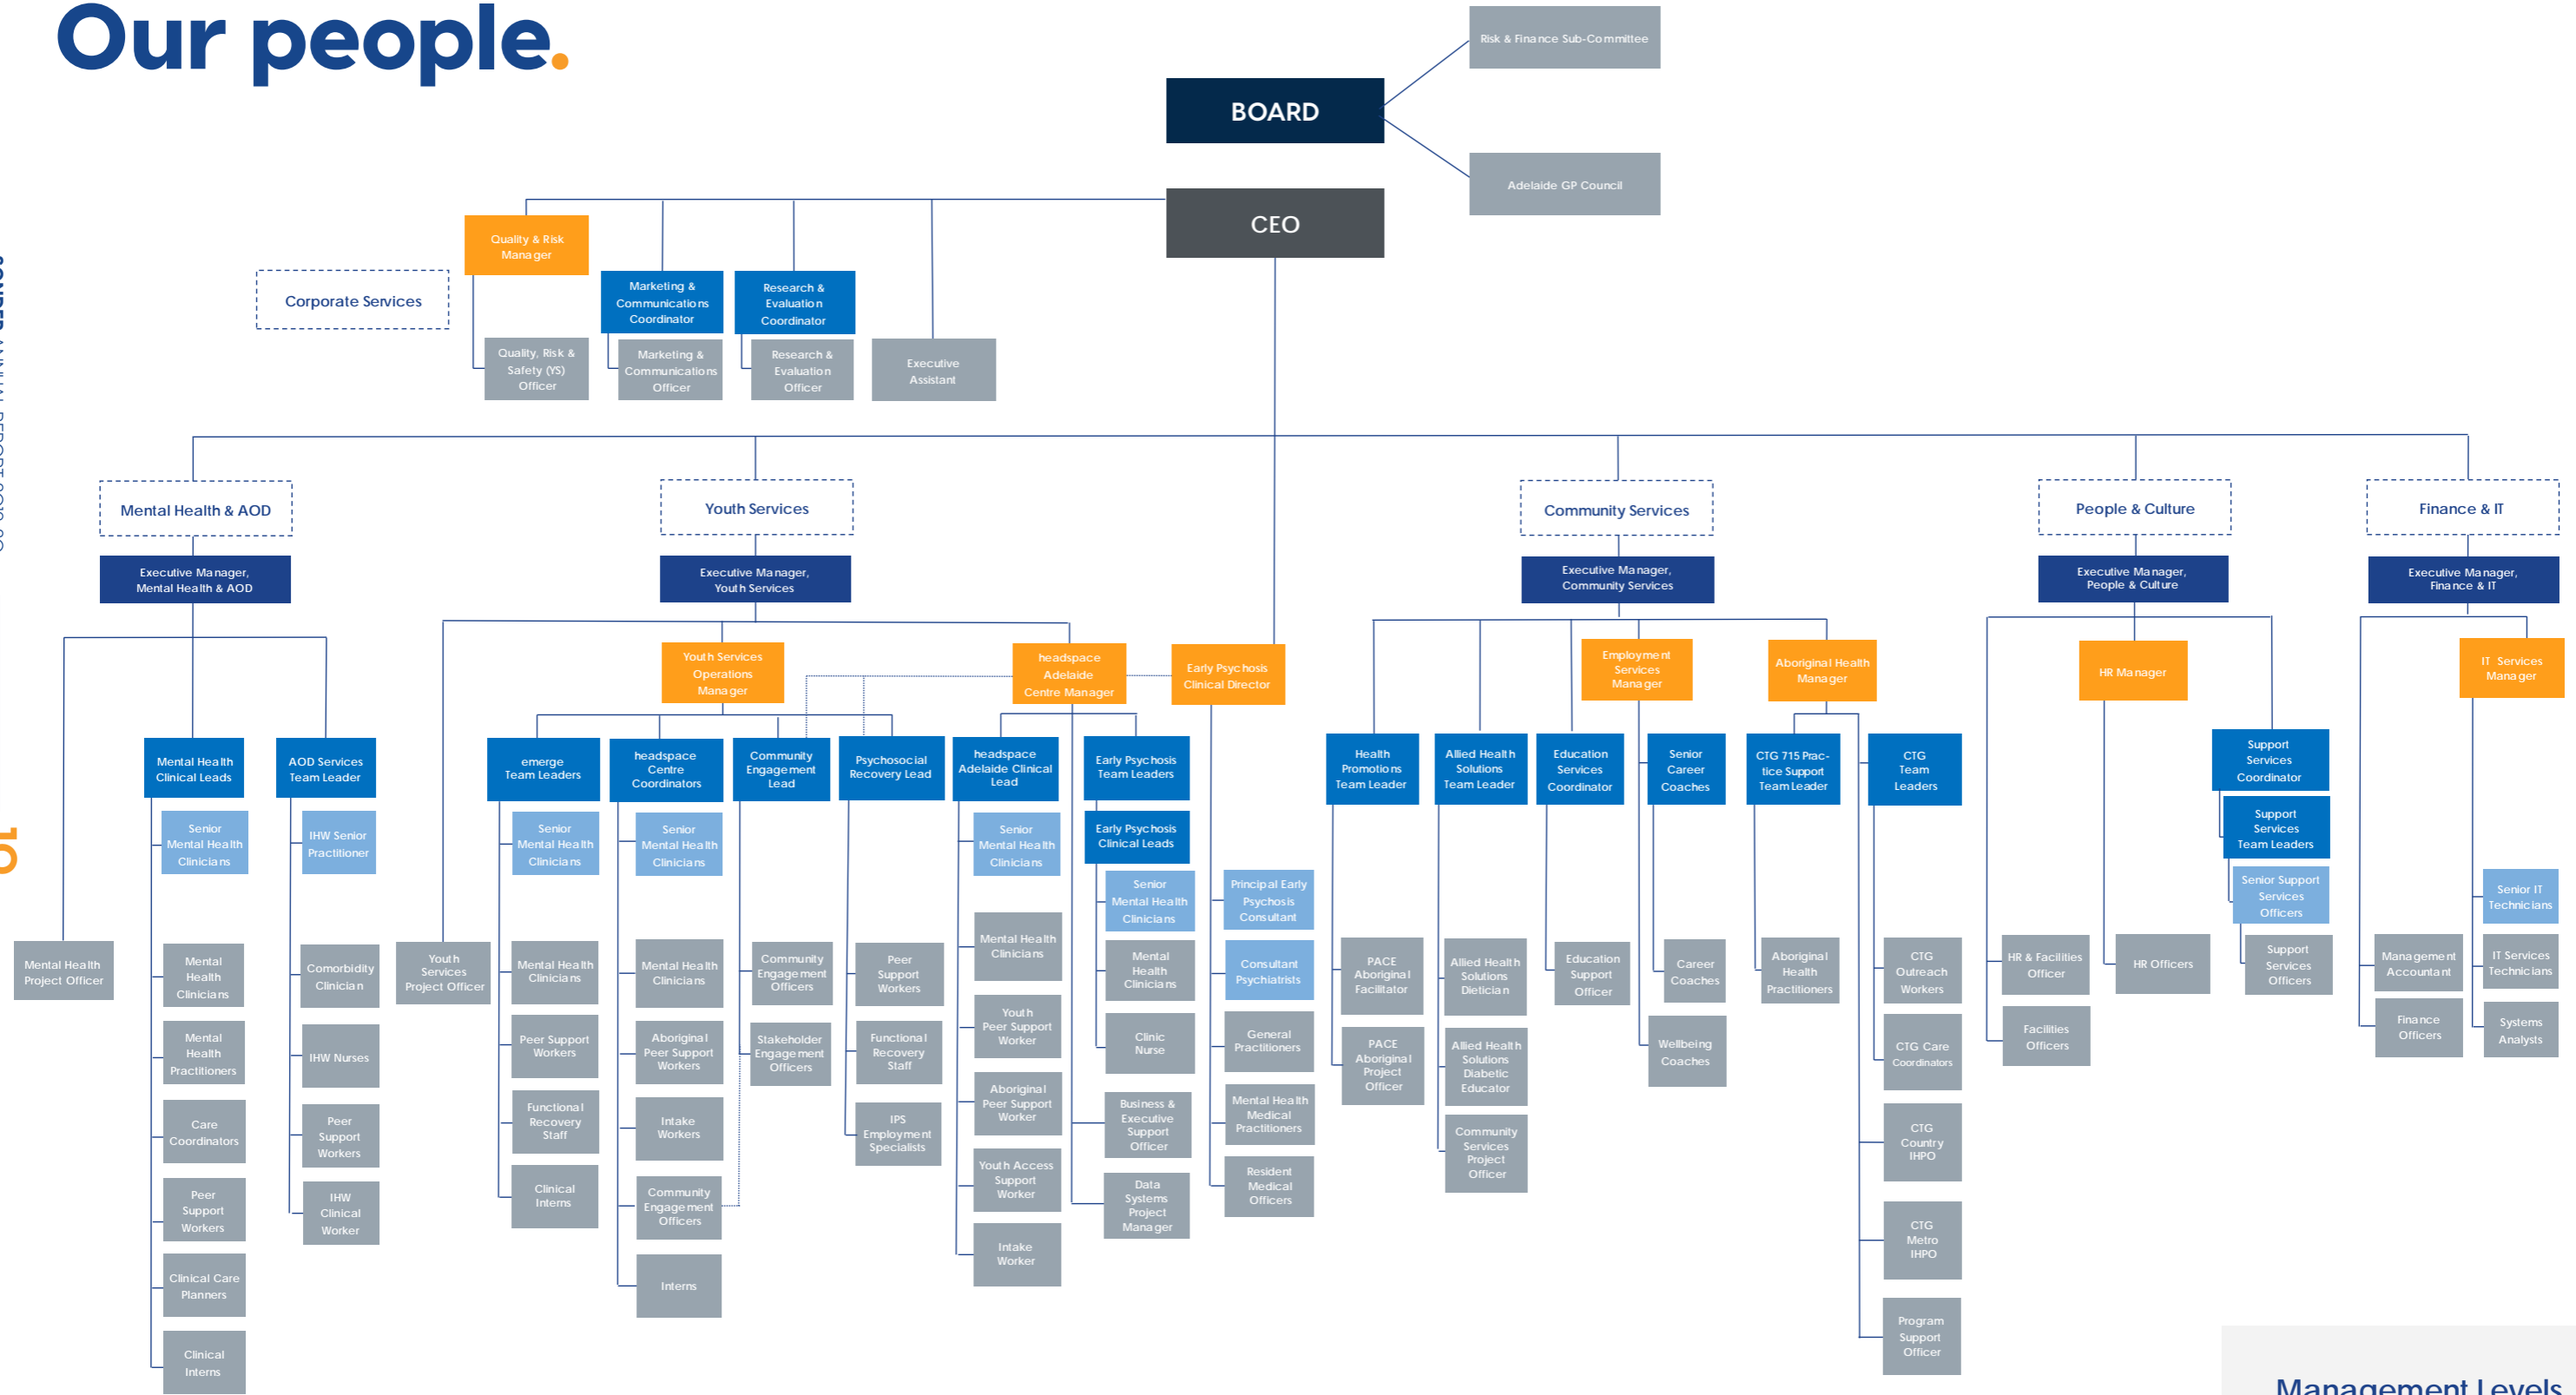 Our people.
Risk & Finance Sub-Committee
BOARD
Adelaide GP Council
CEO
Quality & Risk
Manager
Corporate Services
Marketing &
Communications
Coordinator
Research &
Evaluation
Coordinator
Quality, Risk &
Safety (YS)
Officer
Marketing &
Communications
Officer
Research &
Evaluation
Officer
Executive
Assistant
Mental Health & AOD
Youth Services
Community Services
People & Culture
Finance & IT
Executive Manager,
Mental Health & AOD
Executive Manager,
Youth Services
Executive Manager,
Community Services
Executive Manager,
People & Culture
Executive Manager,
Finance & IT
Youth Services
Operations
Manager
headspace
Adelaide
Centre Manager
Early Psychosis
Clinical Director
Employment
Services
Manager
Aboriginal Health
Manager
HR Manager
IT Services
Manager
Mental Health
Clinical Leads
AOD Services
Team Leader
emerge
Team Leaders
headspace
Centre
Coordinators
Community
Engagement
Lead
Psychosocial
Recovery Lead
headspace
Adelaide Clinical
Lead
Early Psychosis
Team Leaders
Health
Promotions
Team Leader
Allied Health
Solutions
Team Leader
Education
Services
Coordinator
Senior
Career
Coaches
CTG 715 Prac-
tice Support
Team Leader
CTG
Team
Leaders
Support
Services
Coordinator
Support
Services
Team Leaders
Senior Support
Services
Officers
Support
Services
Officers
Senior
Mental Health
Clinicians
IHW Senior
Practitioner
Senior
Mental Health
Clinicians
Senior
Mental Health
Clinicians
Senior
Mental Health
Clinicians
Early Psychosis
Clinical Leads
Senior
Mental Health
Clinicians
Principal Early
Psychosis
Consultant
Senior IT
Technicians
Mental Health
Project Officer
Mental
Health
Clinicians
Comorbidity
Clinician
Youth
Services
Project Officer
Mental Health
Clinicians
Mental Health
Clinicians
Community
Engagement
Officers
Peer
Support
Workers
Mental Health
Clinicians
Mental
Health
Clinicians
Consultant
Psychiatrists
PACE
Aboriginal
Facilitator
Allied Health
Solutions
Dietician
Education
Support
Officer
Career
Coaches
Aboriginal
Health
Practitioners
CTG
Outreach
Workers
HR & Facilities
Officer
HR Officers
Management
Accountant
IT Services
Technicians
Mental
Health
Practitioners
IHW Nurses
Peer Support
Workers
Aboriginal
Peer Support
Workers
Stakeholder
Engagement
Officers
Functional
Recovery
Staff
Youth
Peer Support
Worker
Clinic
Nurse
General
Practitioners
PACE
Aboriginal
Project
Officer
Allied Health
Solutions
Diabetic
Educator
Wellbeing
Coaches
CTG Care
Coordinators
Facilities
Officers
Finance
Officers
Systems
Analysts
Care
Coordinators
Peer
Support
Workers
Functional
Recovery
Staff
Intake
Workers
IPS
Employment
Specialists
Aboriginal
Peer Support
Worker
Business &
Executive
Support
Officer
Mental Health
Medical
Practitioners
Community
Services
Project
Officer
CTG
Country
IHPO
Peer
Support
Workers
IHW
Clinical
Worker
Clinical
Interns
Community
Engagement
Officers
Youth Access
Support
Worker
Data
Systems
Project
Manager
Resident
Medical
Officers
CTG
Metro
IHPO
Clinical Care
Planners
Interns
Intake
Worker
Program
Support
Officer
Clinical
Interns
Management Levels